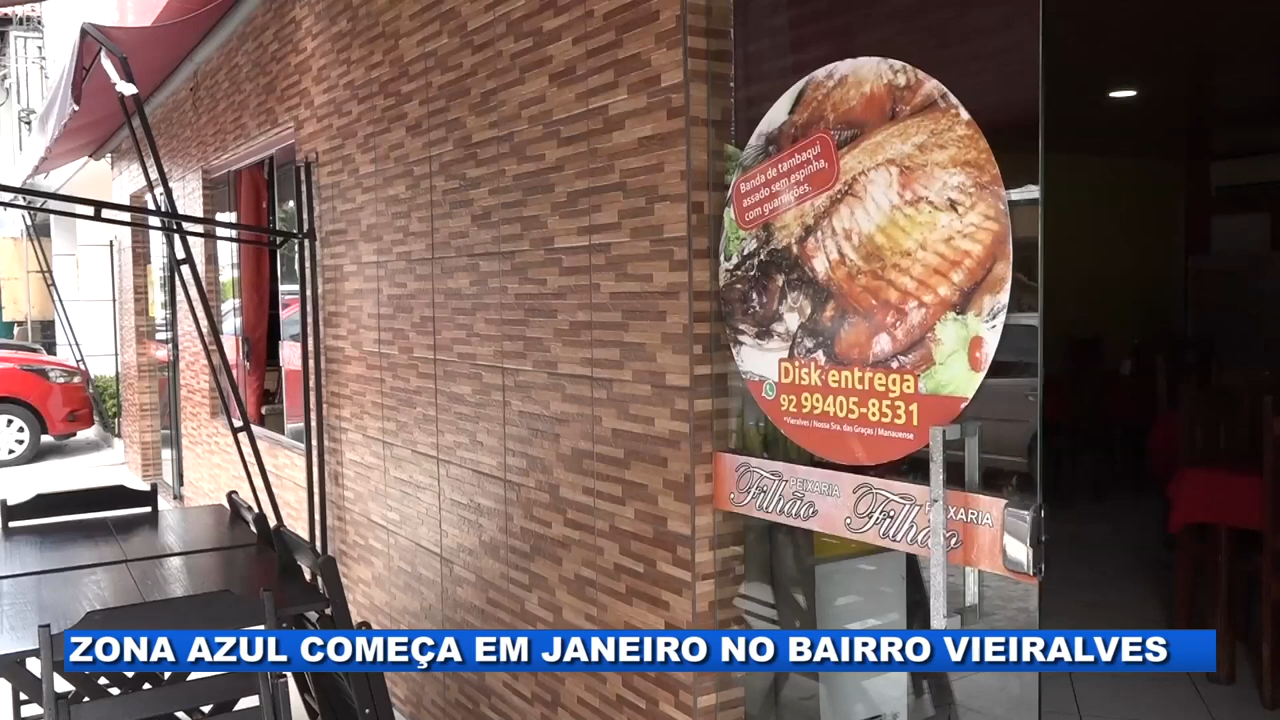 Banda de tambaqui
assado sem espinha,
com guarnições.
Disk entrega
92 99405-8531
*Vieralves / Nossa Sra. das Graças / Manauense
PEIXARIA
Filhão
PEIXARIA
Filhão
ZONA AZUL COMEÇA EM JANEIRO NO BAIRRO VIEIRALVES